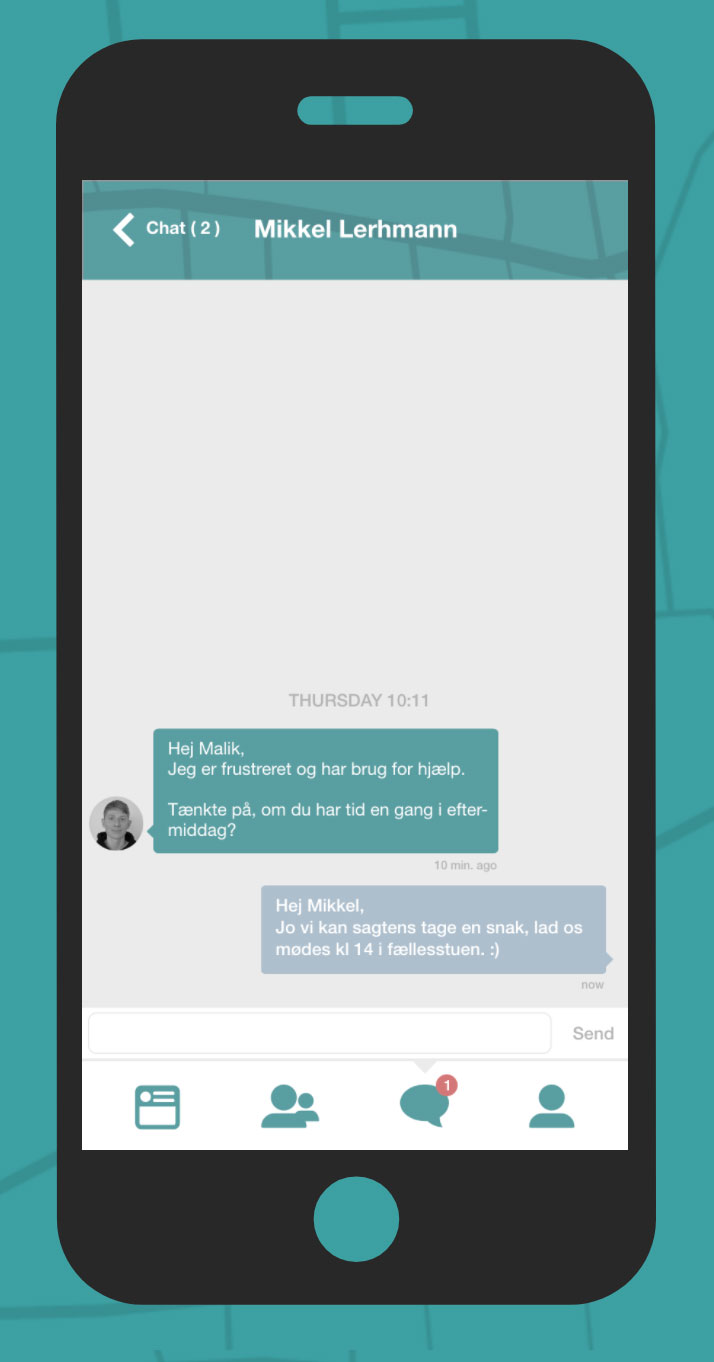 Chat ( 2 ) Mikkel Lerhmann
THURSDAY 10:11
Hej Malik,
Jeg er frustreret og har brug for hjælp.
Tænkte på, om du har tid en gang i efter-
middag?
10 min. ago
Hej Mikkel,
Jo vi kan sagtens tage en snak, lad os
mødes kl 14 i fællesstuen. :)
now
Send
1